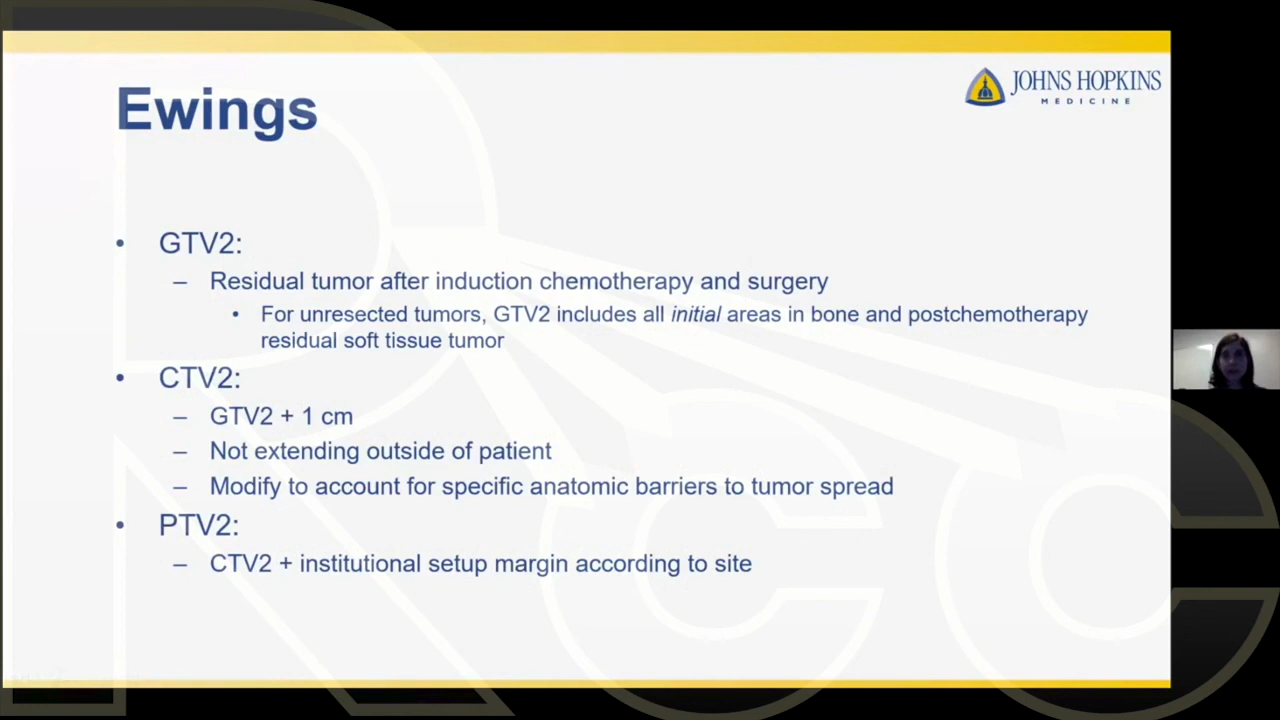 JOHNS HOPKINS
MEDICINE
Ewings
• GTV2:
– Residual tumor after induction chemotherapy and surgery
• For unresected tumors, GTV2 includes all initial areas in bone and postchemotherapy
residual soft tissue tumor
• CTV2:
– GTV2 + 1 cm
– Not extending outside of patient
– Modify to account for specific anatomic barriers to tumor spread
• PTV2:
– CTV2 + institutional setup margin according to site
RCC